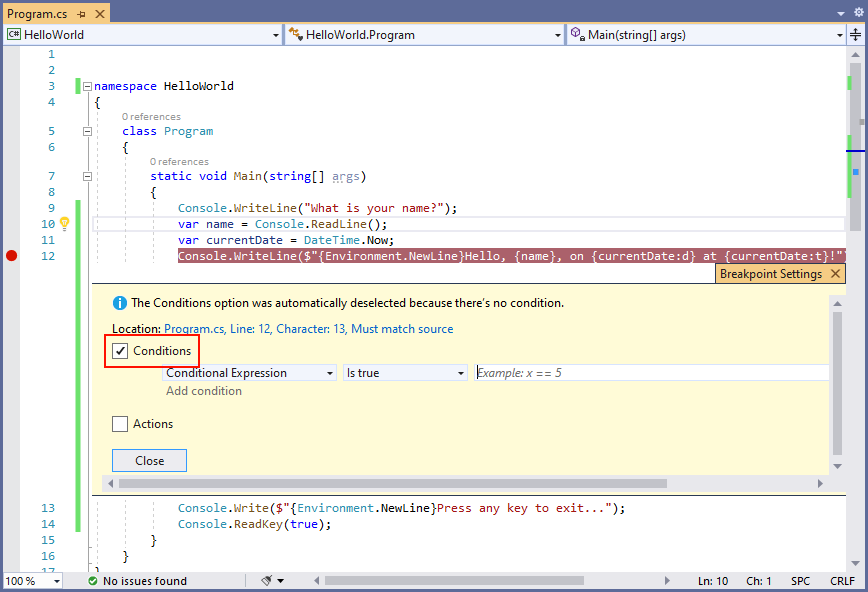 Program.cs
C# HelloWorld HelloWorld.Program Main(string[] args)
1
2
3 namespace HelloWorld
4 {
0 references
5 class Program
6 {
0 references
7 static void Main(string[] args)
8 {
9 Console.WriteLine("What is your name?");
10 var name = Console.ReadLine();
11 var currentDate = DateTime.Now;
12 Console.WriteLine($"{Environment.NewLine}Hello, {name}, on {currentDate:d} at {currentDate:t}!"
Breakpoint Settings
The Conditions option was automatically deselected because there's no condition.
Location: Program.cs, Line: 12, Character: 13, Must match source
Conditions
Conditional Expression Is true Example: x == 5
Add condition
Actions
Close
13 Console.Write($"{Environment.NewLine}Press any key to exit...");
14 Console.ReadKey(true);
15 }
16 }
17 }
100 % No issues found Ln: 10 Ch: 1 SPC CRLF